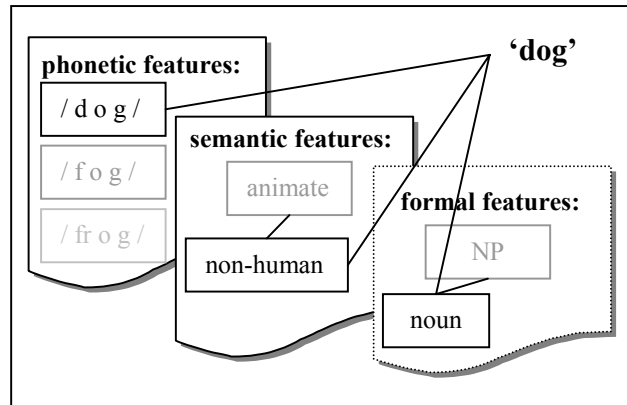 ‘dog’
phonetic features:
/ d o g /
/ f o g /
/ fr o g /
semantic features:
animate
non-human
formal features:
NP
noun